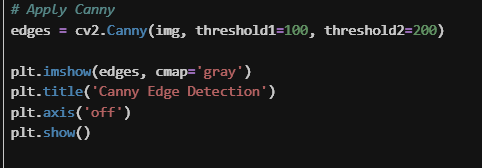 # Apply Canny
edges = cv2.Canny(img, threshold1=100, threshold2=200)
plt.imshow(edges, cmap='gray')
plt.title('Canny Edge Detection')
plt.axis('off')
plt.show()